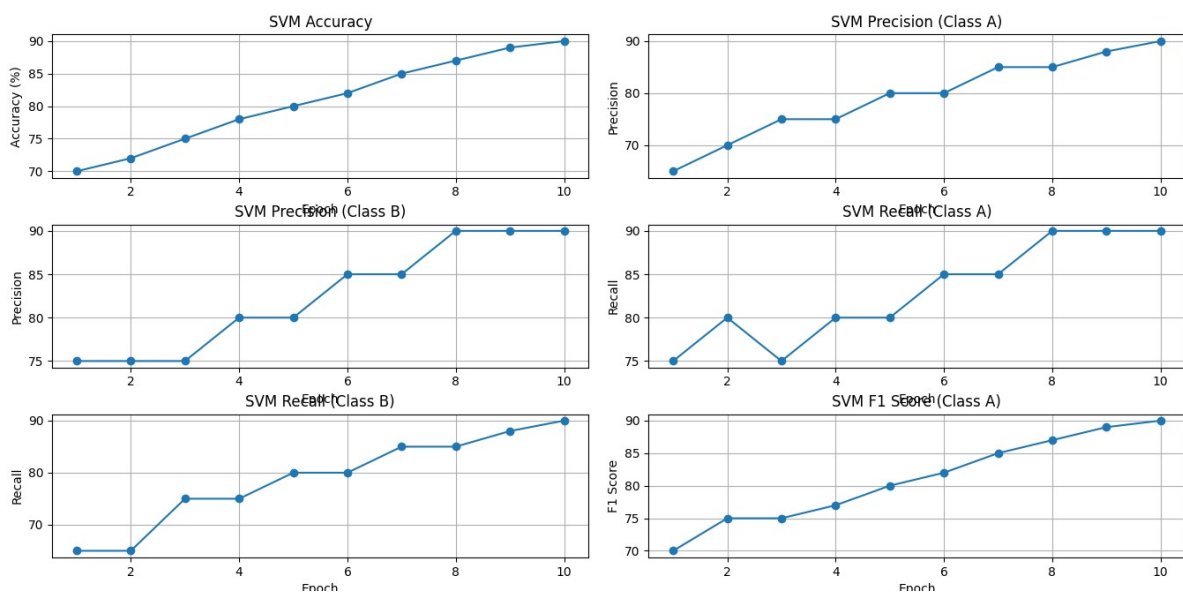 SVM Accuracy
Accuracy (%)
90
85
80
75
70
2 4 6 8 10
Epoch
SVM Precision (Class A)
Precision
90
80
70
2 4 6 8 10
Epoch
SVM Precision (Class B)
Precision
90
85
80
75
2 4 6 8 10
Epoch
SVM Recall (Class A)
Recall
90
85
80
75
2 4 6 8 10
Epoch
SVM Recall (Class B)
Recall
90
80
70
2 4 6 8 10
Epoch
SVM F1 Score (Class A)
F1 Score
90
85
80
75
70
2 4 6 8 10
Epoch